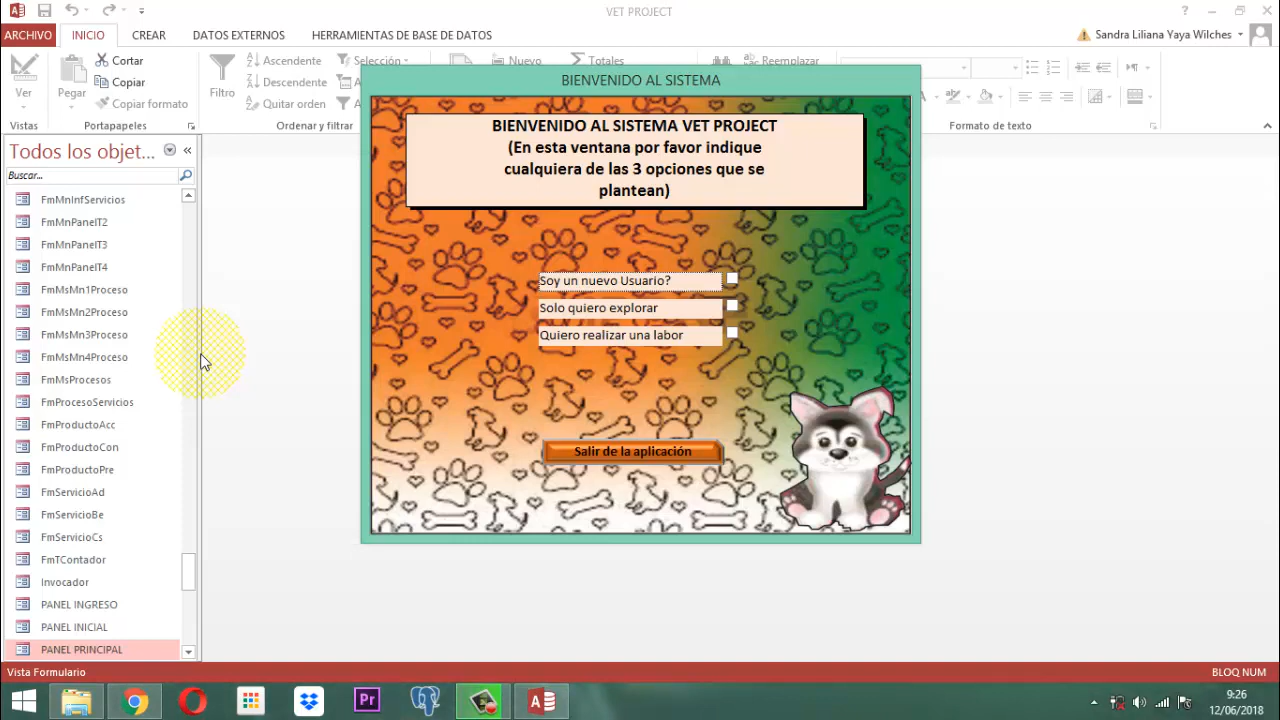 VET PROJECT
ARCHIVO INICIO CREAR DATOS EXTERNOS HERRAMIENTAS DE BASE DE DATOS Sandra Liliana Yaya Wilches
Ver
Pegar
Cortar
Copiar
Copiar formato
Filtro
Ascendente
Descendente
Quitar orden
Selección
Nuevo
Totales
Reemplazar
Vistas Portapapeles Ordenar y filtrar Formato de texto
Todos los objet...
Buscar...
FmMnInfServicios
FmMnPanelT2
FmMnPanelT3
FmMnPanelT4
FmMsMn1Proceso
FmMsMn2Proceso
FmMsMn3Proceso
FmMsMn4Proceso
FmMsProcesos
FmProcesoServicios
FmProductoAcc
FmProductoCon
FmProductoPre
FmServicioAd
FmServicioBe
FmServicioCs
FmTContador
Invocador
PANEL INGRESO
PANEL INICIAL
PANEL PRINCIPAL
BIENVENIDO AL SISTEMA
BIENVENIDO AL SISTEMA VET PROJECT
(En esta ventana por favor indique
cualquiera de las 3 opciones que se
plantean)
Soy un nuevo Usuario?
Solo quiero explorar
Quiero realizar una labor
Salir de la aplicación
Vista Formulario BLOQ NUM
Pr
9:26
12/06/2018